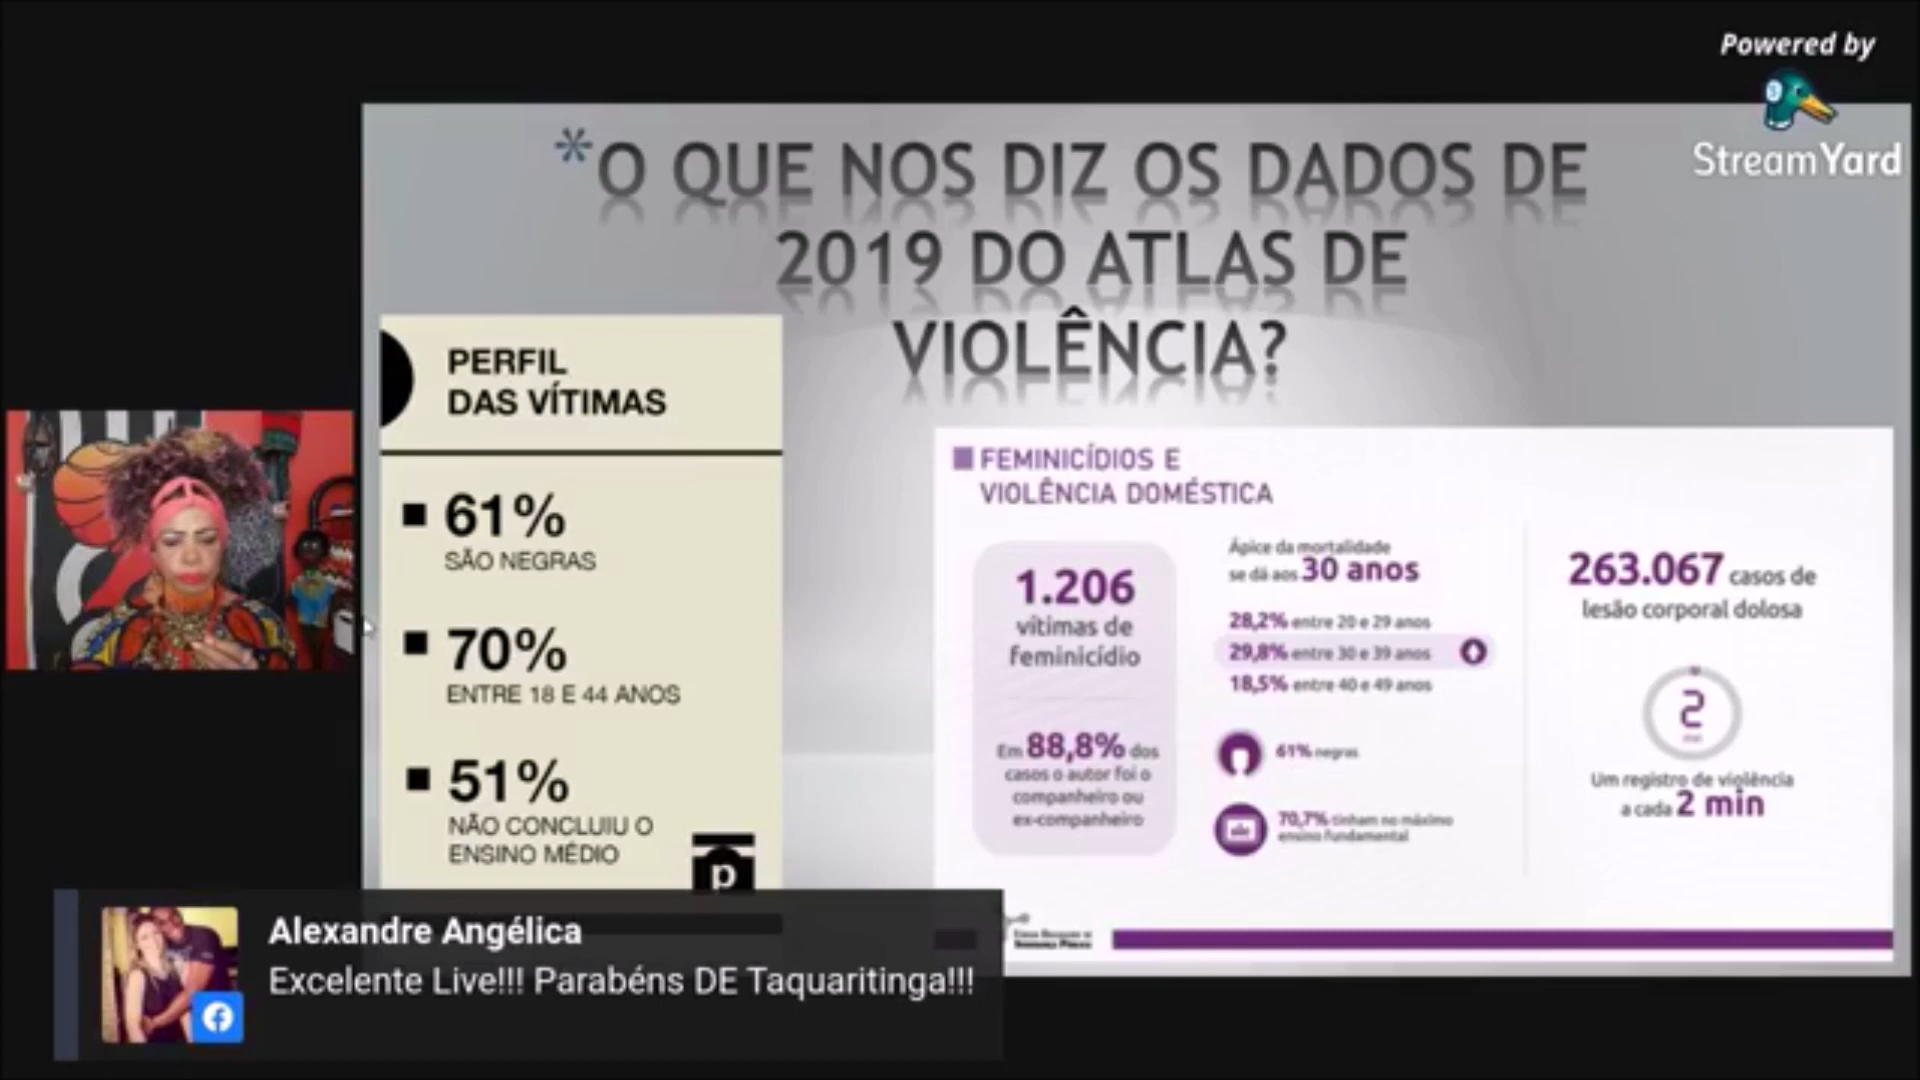 Powered by
StreamYard
*O QUE NOS DIZ OS DADOS DE
2019 DO ATLAS DE
VIOLÊNCIA?
PERFIL
DAS VÍTIMAS
61%
SÃO NEGRAS
70%
ENTRE 18 E 44 ANOS
51%
NÃO CONCLUIU O
ENSINO MÉDIO
p
FEMINICÍDIOS E
VIOLÊNCIA DOMÉSTICA
1.206
vítimas de
feminicídio
Em 88,8% dos
casos o autor foi o
companheiro ou
ex-companheiro
Ápice da mortalidade
se dá aos 30 anos
28,2% entre 20 e 29 anos
29,8% entre 30 e 39 anos
18,5% entre 40 e 49 anos
61% negras
70,7% tinham no máximo
ensino fundamental
263.067 casos de
lesão corporal dolosa
2
min
Um registro de violência
a cada 2 min
Alexandre Angélica
Excelente Live!!! Parabéns DE Taquaritinga!!!